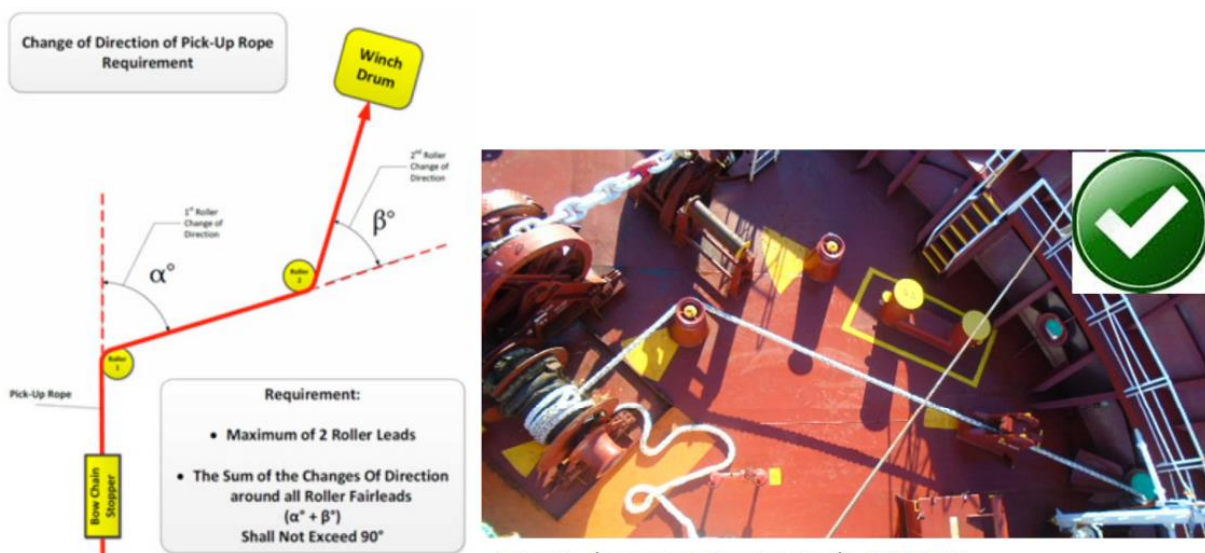 Change of Direction of Pick-Up Rope
Requirement
Winch
Drum
2nd Roller
Change of
Direction
β°
1st Roller
Change of
Direction
α°
Roller
2
Roller
1
Pick-Up Rope
Bow Chain
Stopper
Requirement:
• Maximum of 2 Roller Leads
• The Sum of the Changes Of Direction
around all Roller Fairleads
(α° + β°)
Shall Not Exceed 90°